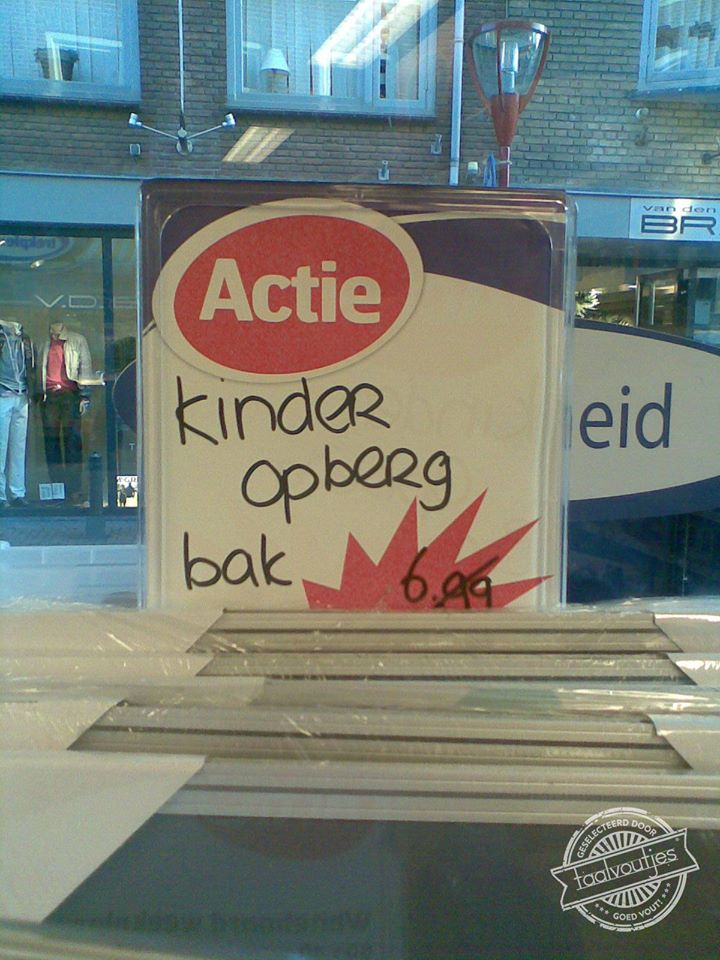 van den
BR
Actie
kinder
opberg
bak
6.99
eid
GESELECTEERD DOOR
taalvoutjes
GOED VOUT!